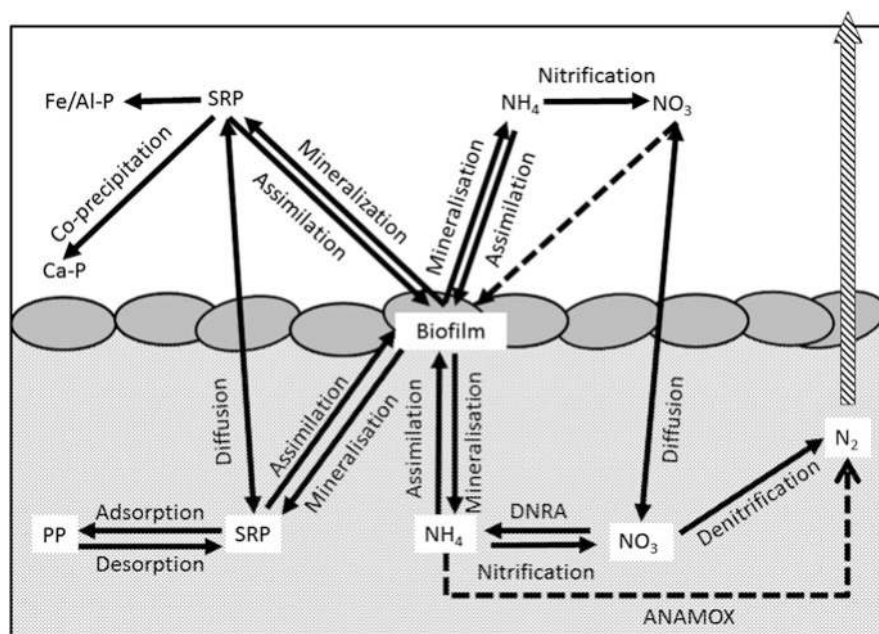 Nitrification
Fe/Al-P
SRP
NH4
NO3
Co-precipitation
Mineralization
Assimilation
Mineralisation
Assimilation
Ca-P
Biofilm
Diffusion
Assimilation
Mineralisation
Assimilation
Mineralisation
Diffusion
N2
Denitrification
Adsorption
DNRA
PP
SRP
NH4
NO3
Desorption
Nitrification
ANAMOX